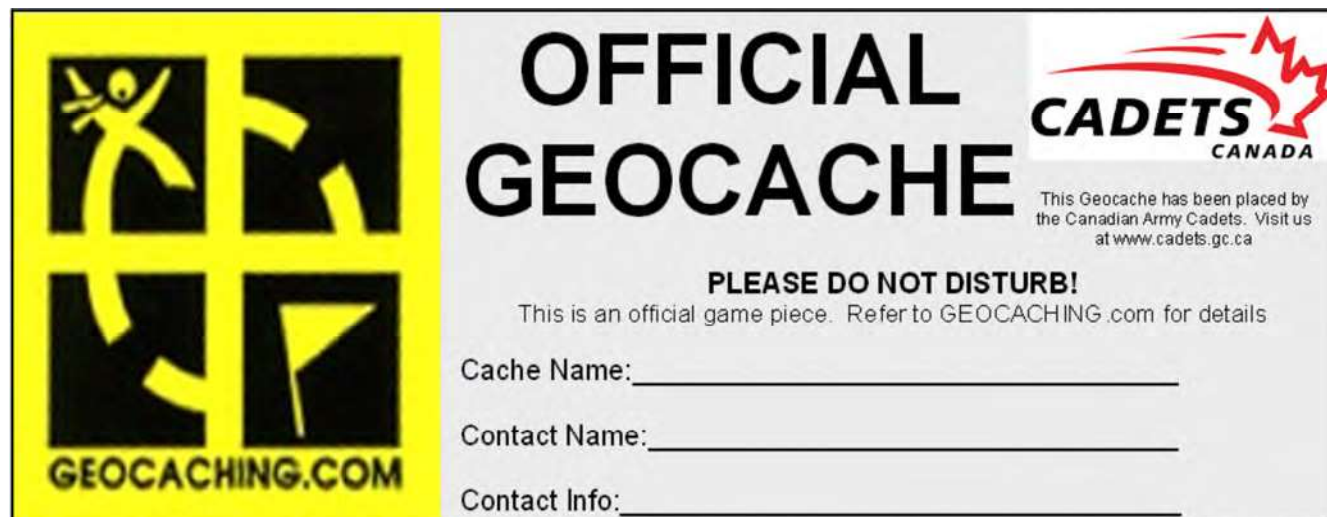 GEOCACHING.COM
OFFICIAL
GEOCACHE
CADETS
CANADA
This Geocache has been placed by
the Canadian Army Cadets. Visit us
at www.cadets.gc.ca
PLEASE DO NOT DISTURB!
This is an official game piece. Refer to GEOCACHING.com for details
Cache Name:
Contact Name:
Contact Info: